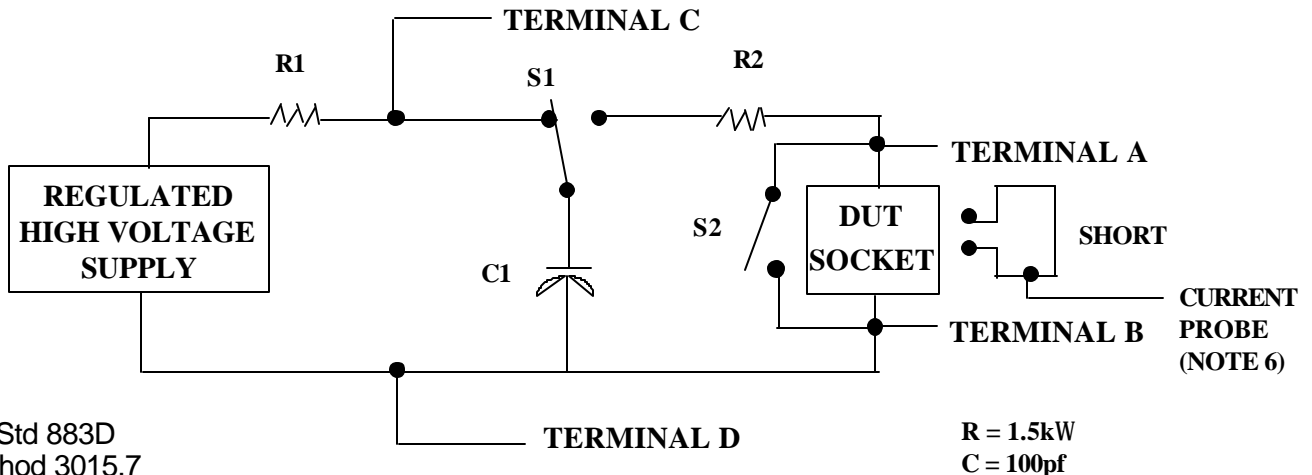 TERMINAL C
R1
S1
R2
TERMINAL A
REGULATED
HIGH VOLTAGE
SUPPLY
C1
S2
DUT
SOCKET
SHORT
CURRENT
PROBE
(NOTE 6)
TERMINAL B
TERMINAL D
Std 883D
hod 3015.7
R = 1.5kW
C = 100pf